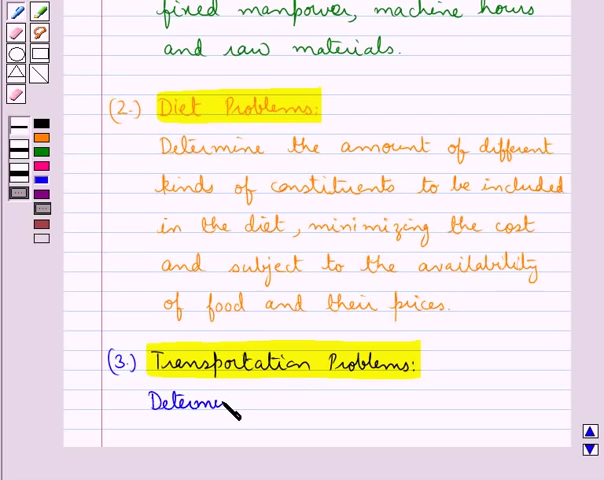 fixed manpower, machine hours
and raw materials.
(2.) Diet Problems:
Determine the amount of different
kinds of constituents to be included
in the diet, minimizing the cost
and subject to the availability
of food and their prices.
(3.) Transportation Problems:
Determ